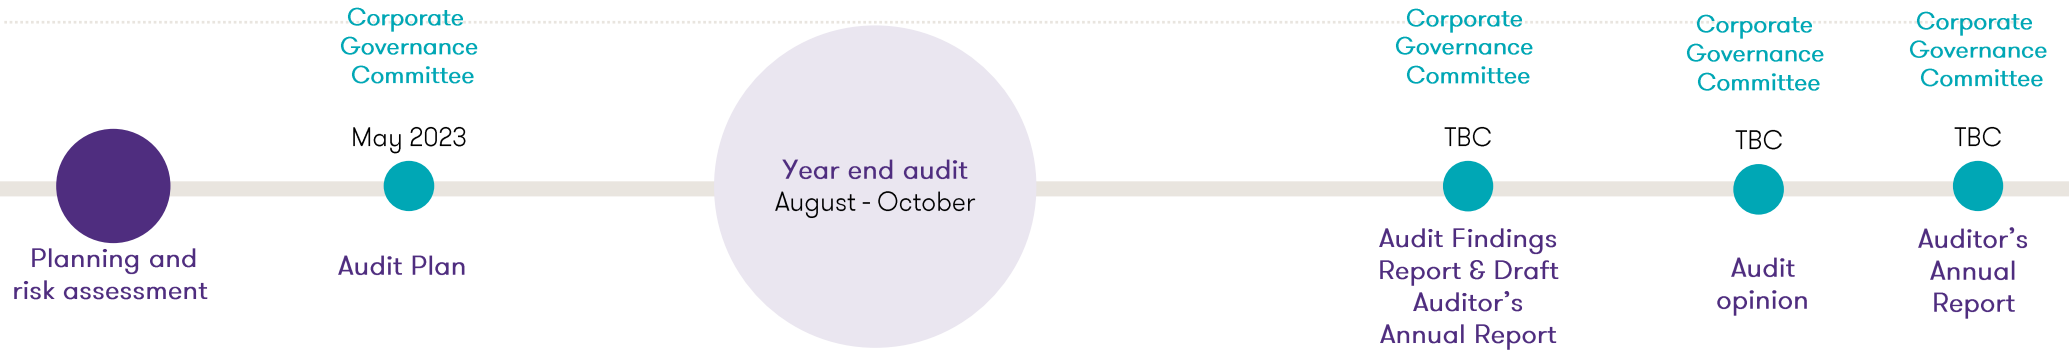 Planning and
risk assessment
Corporate
Governance
Committee
May 2023
Audit Plan
Year end audit
August - October
Corporate
Governance
Committee
TBC
Audit Findings
Report & Draft
Auditor’s
Annual Report
Corporate
Governance
Committee
TBC
Audit
opinion
Corporate
Governance
Committee
TBC
Auditor’s
Annual
Report